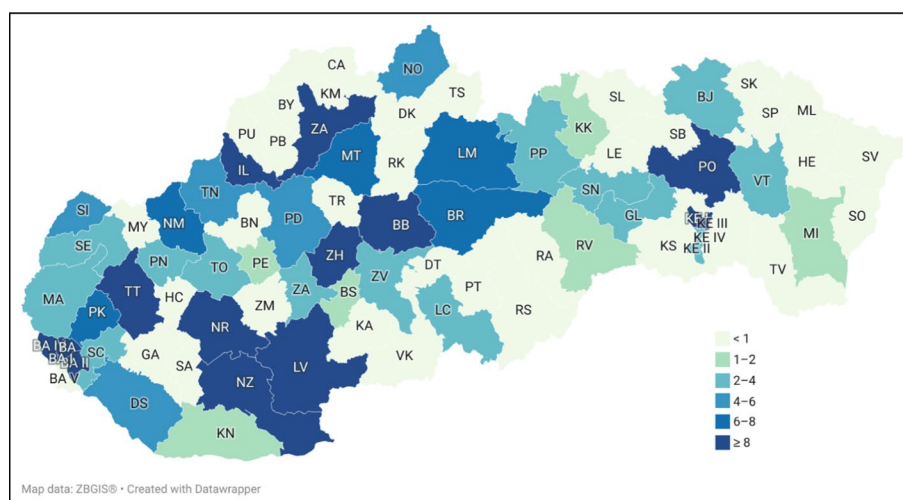 CA
NO
KM
TS
BY
DK
SL
BJ
SK
SP
ML
PU
PB
ZA
KK
SB
IL
MT
RK
LM
PP
LE
PO
HE
SV
VT
TN
SN
SI
NM
BN
PD
TR
BB
BR
GL
SO
MY
KE III
MI
SE
PN
TO
PE
ZH
DT
RV
RA
KS
KE IV
KE II
TV
MA
TT
HC
ZM
ZA
BS
ZV
PT
PK
NR
LC
RS
KA
VK
BA
SC
GA
SA
LV
BA I
BA II
BA V
NZ
DS
KN
< 1
1–2
2–4
4–6
6–8
≥ 8
Map data: ZBGIS® • Created with Datawrapper